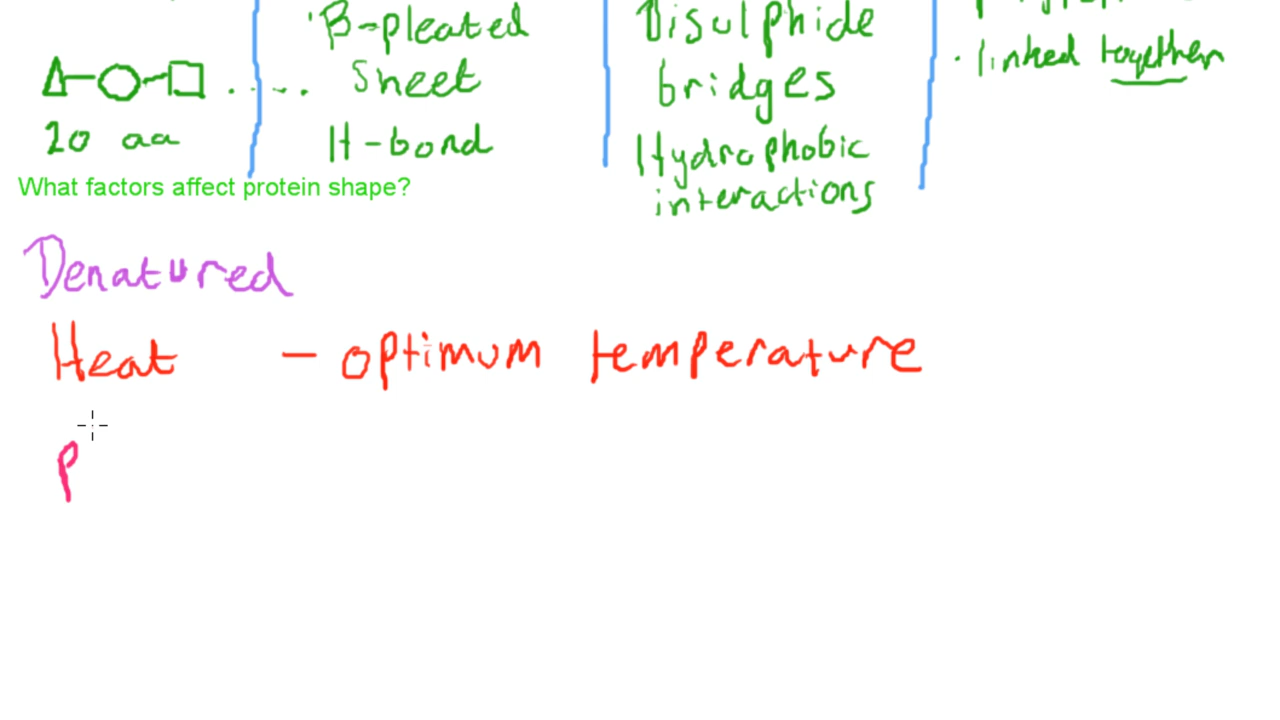 β-pleated
Sheet
H-bond
20 aa
Disulphide
bridges
Hydrophobic
interactions
· linked together
What factors affect protein shape?
Denatured
Heat - optimum temperature
P